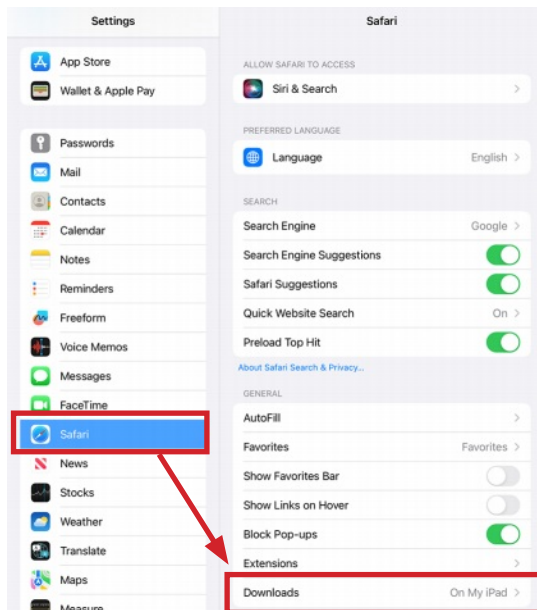 Settings
App Store
Wallet & Apple Pay
Passwords
Mail
Contacts
Calendar
Notes
Reminders
Freeform
Voice Memos
Messages
FaceTime
Safari
News
Stocks
Weather
Translate
Maps
Measure
Safari
ALLOW SAFARI TO ACCESS
Siri & Search
PREFERRED LANGUAGE
Language English
SEARCH
Search Engine Google
Search Engine Suggestions
Safari Suggestions
Quick Website Search On
Preload Top Hit
About Safari Search & Privacy...
GENERAL
AutoFill
Favorites Favorites
Show Favorites Bar
Show Links on Hover
Block Pop-ups
Extensions
Downloads On My iPad